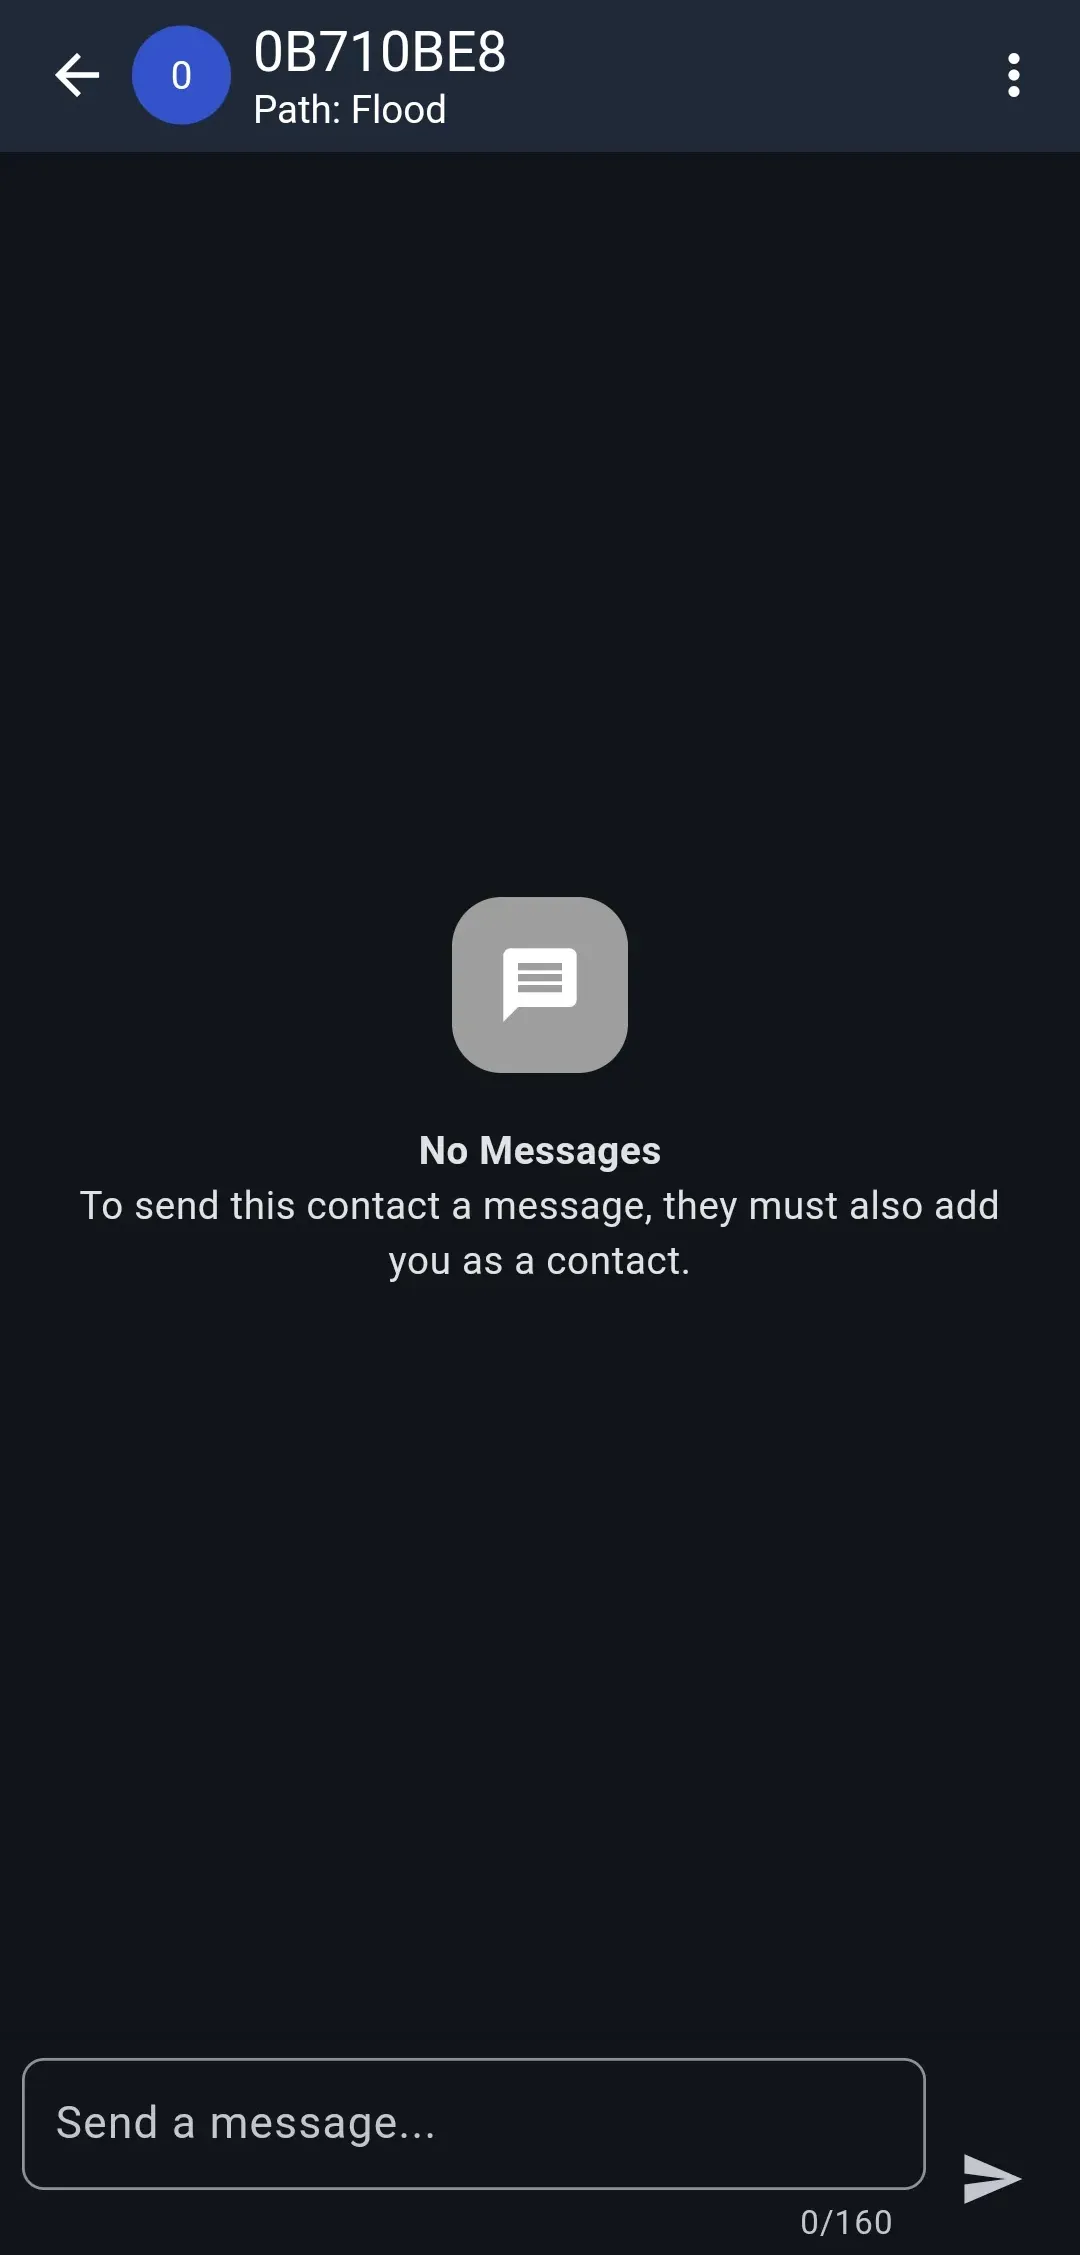 0
0B710BE8
Path: Flood
No Messages
To send this contact a message, they must also add
you as a contact.
Send a message...
0/160